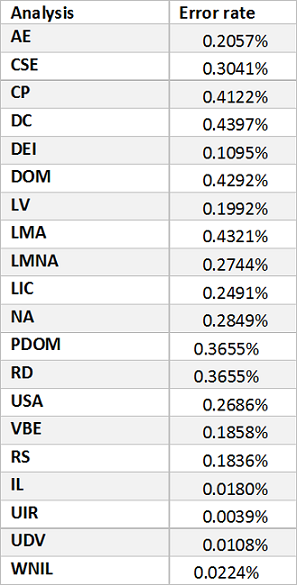 Analysis Error rate
AE 0.2057%
CSE 0.3041%
CP 0.4122%
DC 0.4397%
DEI 0.1095%
DOM 0.4292%
LV 0.1992%
LMA 0.4321%
LMNA 0.2744%
LIC 0.2491%
NA 0.2849%
PDOM 0.3655%
RD 0.3655%
USA 0.2686%
VBE 0.1858%
RS 0.1836%
IL 0.0180%
UIR 0.0039%
UDV 0.0108%
WNIL 0.0224%